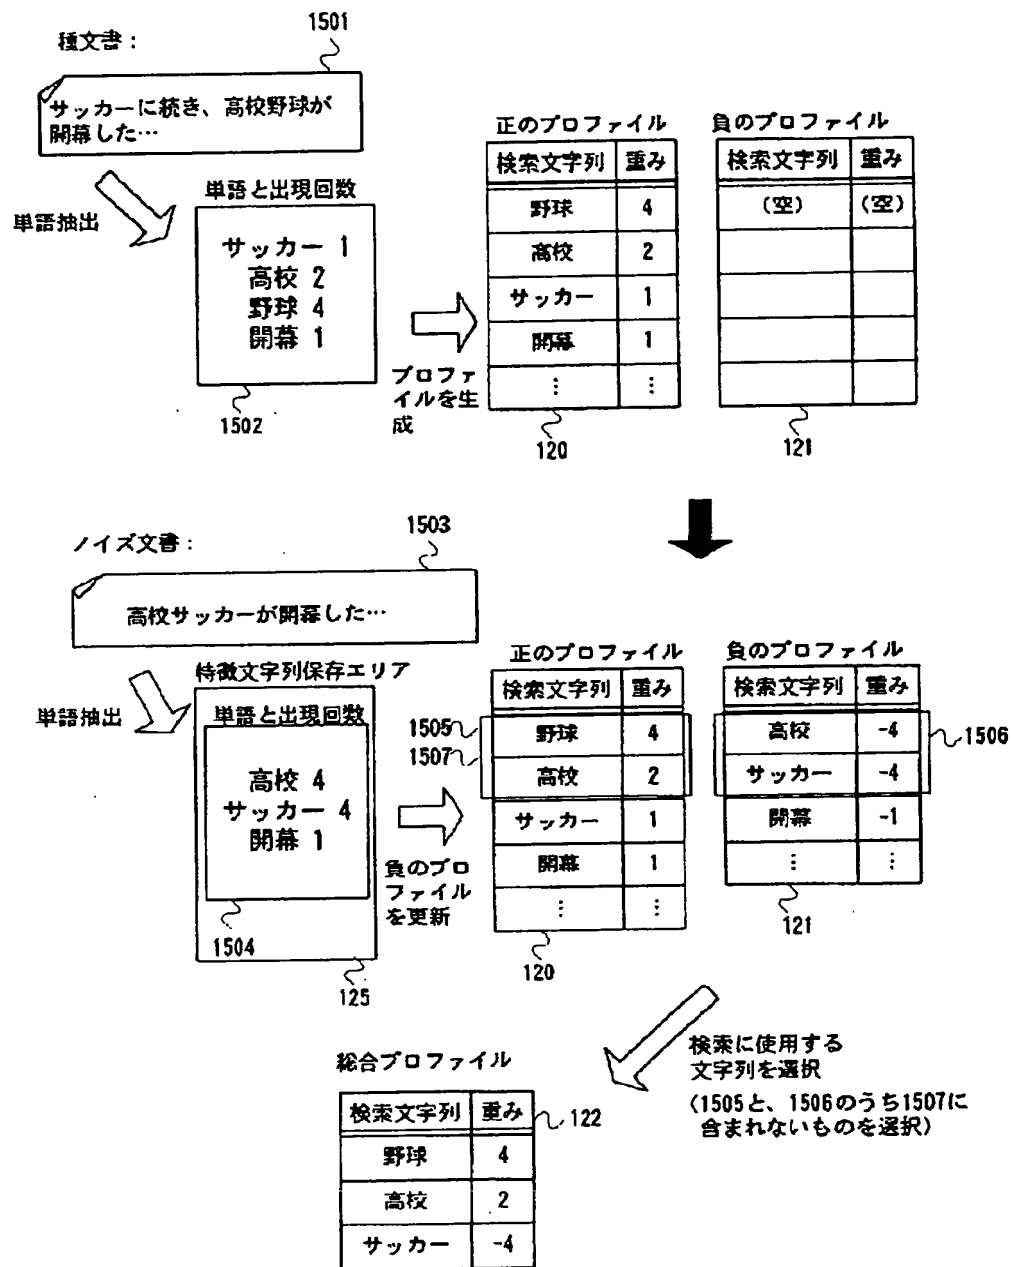 1501
種文書:
サッカーに続き、高校野球が
開幕した…
単語抽出
単語と出現回数
サッカー 1
高校 2
野球 4
開幕 1
1502
プロファ
イルを生
成
正のプロファイル
検索文字列 重み
野球 4
高校 2
サッカー 1
開幕 1
⋮ ⋮
120
負のプロファイル
検索文字列 重み
(空) (空)
121
1503
ノイズ文書:
高校サッカーが開幕した…
単語抽出
特徴文字列保存エリア
単語と出現回数
高校 4
サッカー 4
開幕 1
1504
125
負のプロ
ファイル
を更新
正のプロファイル
検索文字列 重み
1505
野球 4
1507
高校 2
サッカー 1
開幕 1
⋮ ⋮
120
負のプロファイル
検索文字列 重み
高校 -4
1506
サッカー -4
開幕 -1
⋮ ⋮
121
検索に使用する
文字列を選択
(1505と、1506のうち1507に
含まれないものを選択)
総合プロファイル
検索文字列 重み
122
野球 4
高校 2
サッカー -4